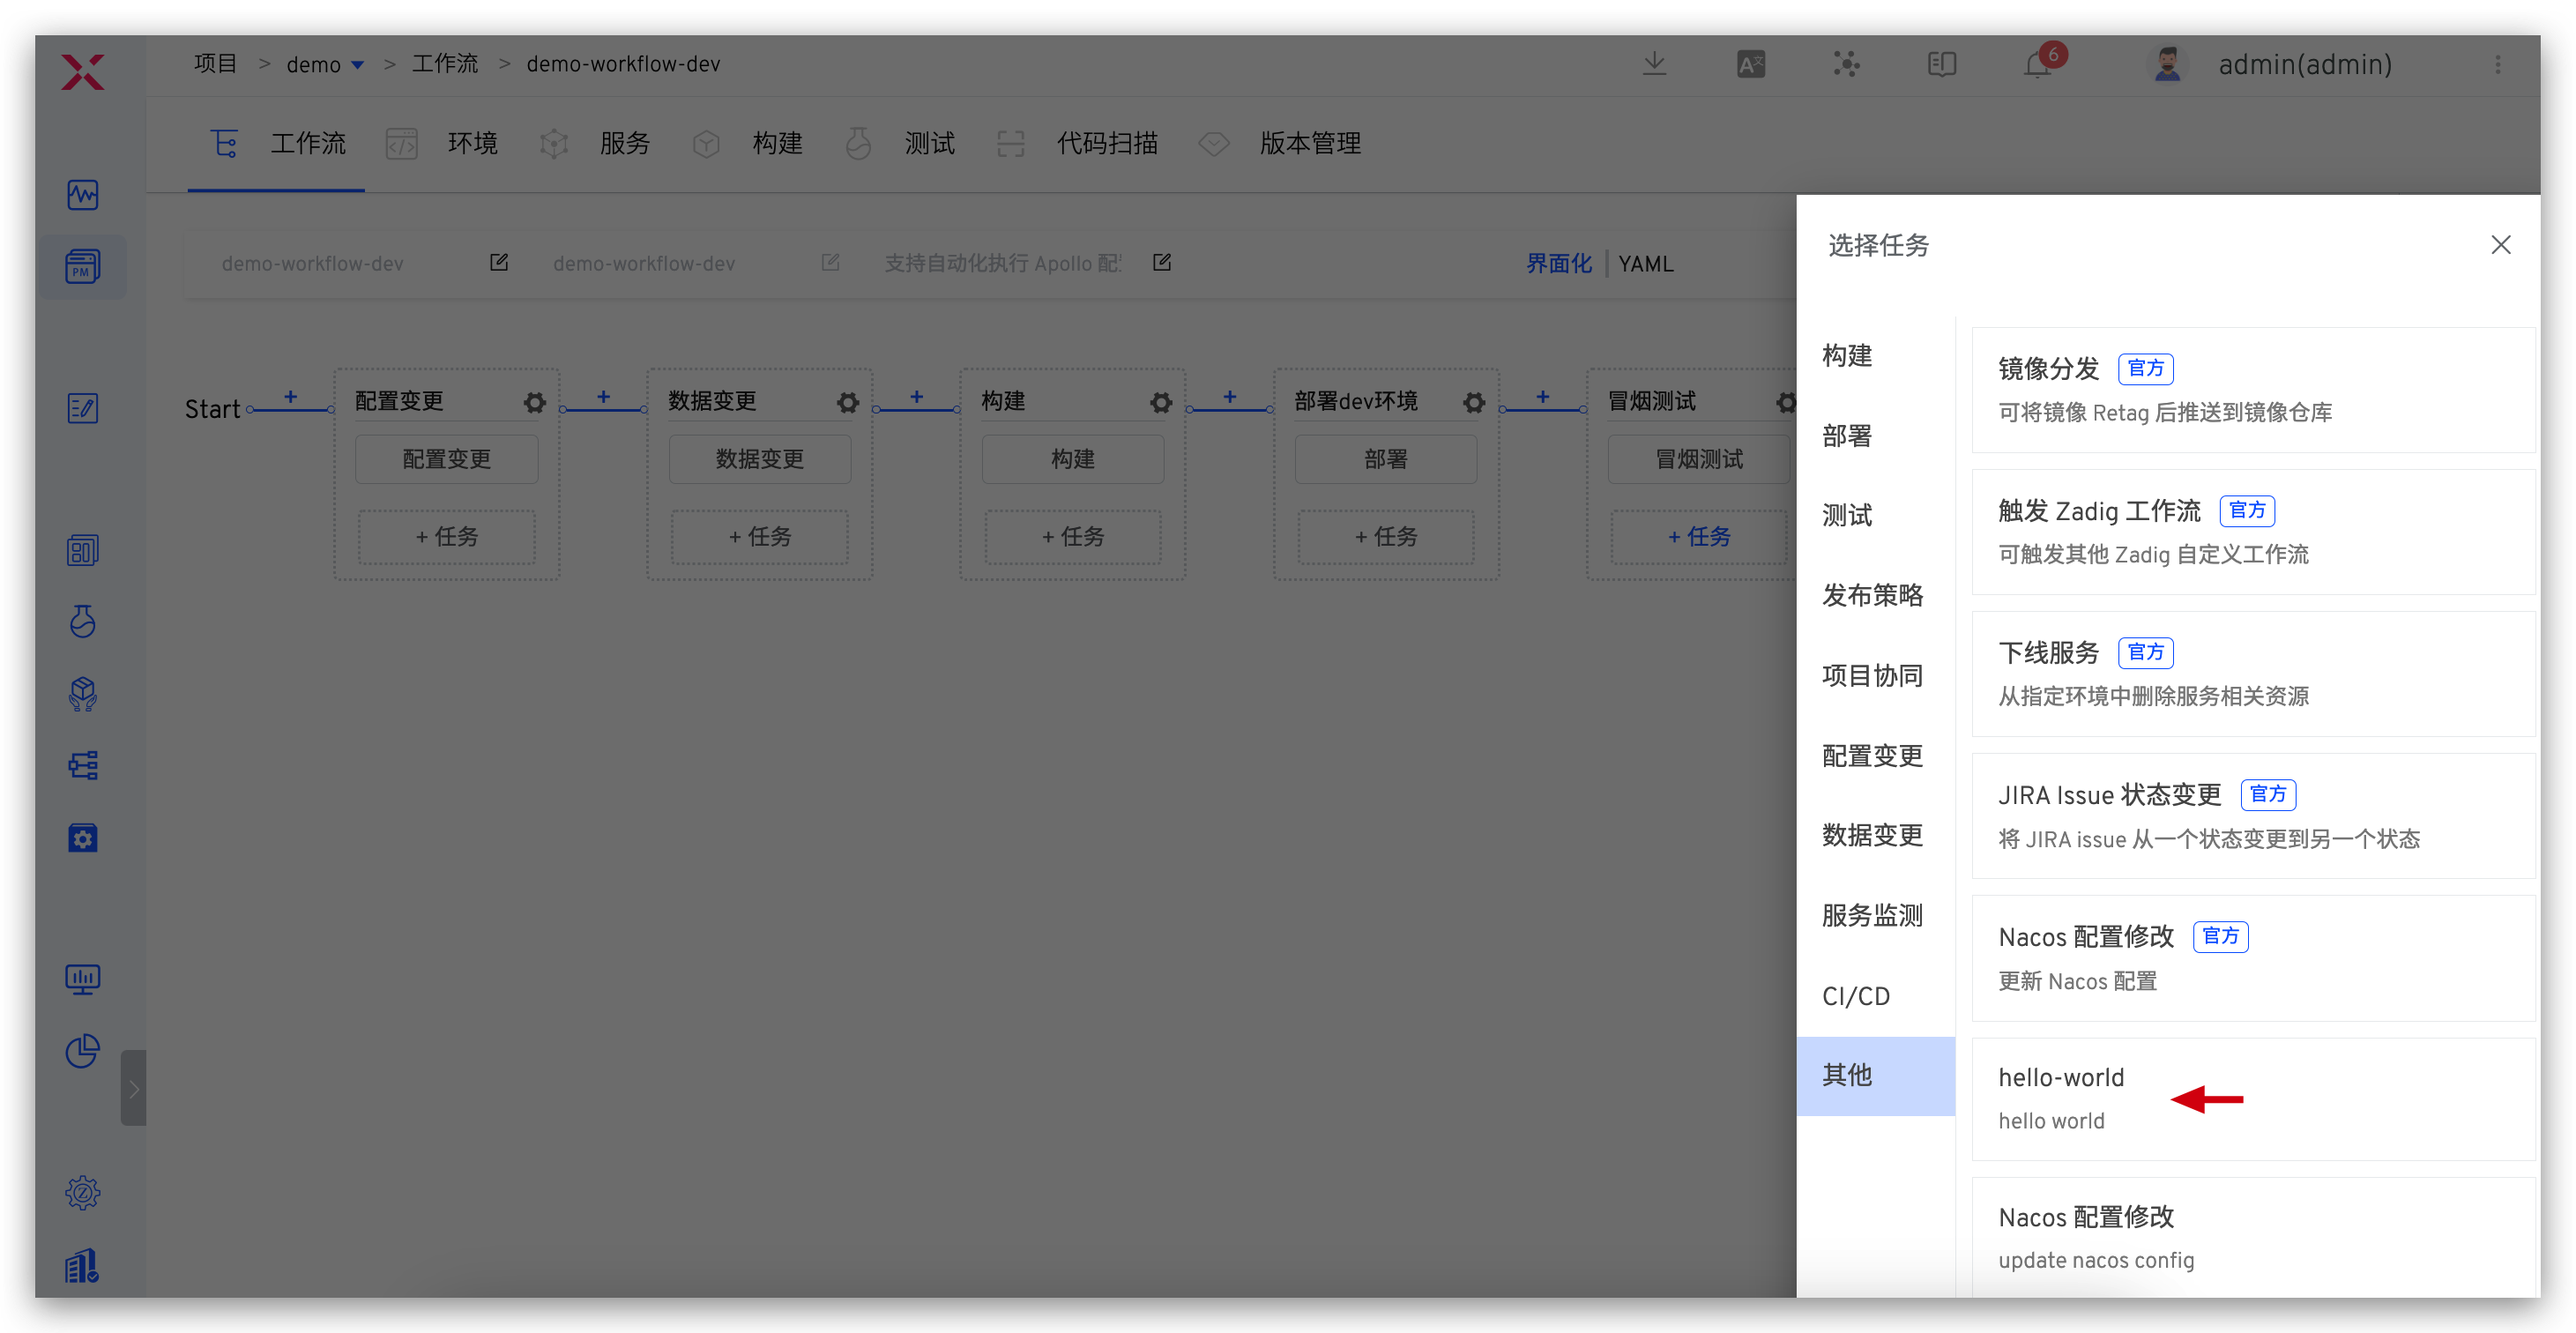 项目 > demo > 工作流 > demo-workflow-dev
6
admin(admin)
工作流 环境 服务 构建 测试 代码扫描 版本管理
PM
demo-workflow-dev demo-workflow-dev 支持自动化执行 Apollo 配
界面化 YAML
Start
配置变更
配置变更
+ 任务
数据变更
数据变更
+ 任务
构建
构建
+ 任务
部署dev环境
部署
+ 任务
冒烟测试
冒烟测试
+ 任务
选择任务
构建
部署
测试
发布策略
项目协同
配置变更
数据变更
服务监测
CI/CD
其他
镜像分发 官方
可将镜像 Retag 后推送到镜像仓库
触发 Zadig 工作流 官方
可触发其他 Zadig 自定义工作流
下线服务 官方
从指定环境中删除服务相关资源
JIRA Issue 状态变更 官方
将 JIRA issue 从一个状态变更到另一个状态
Nacos 配置修改 官方
更新 Nacos 配置
hello-world
hello world
Nacos 配置修改
update nacos config